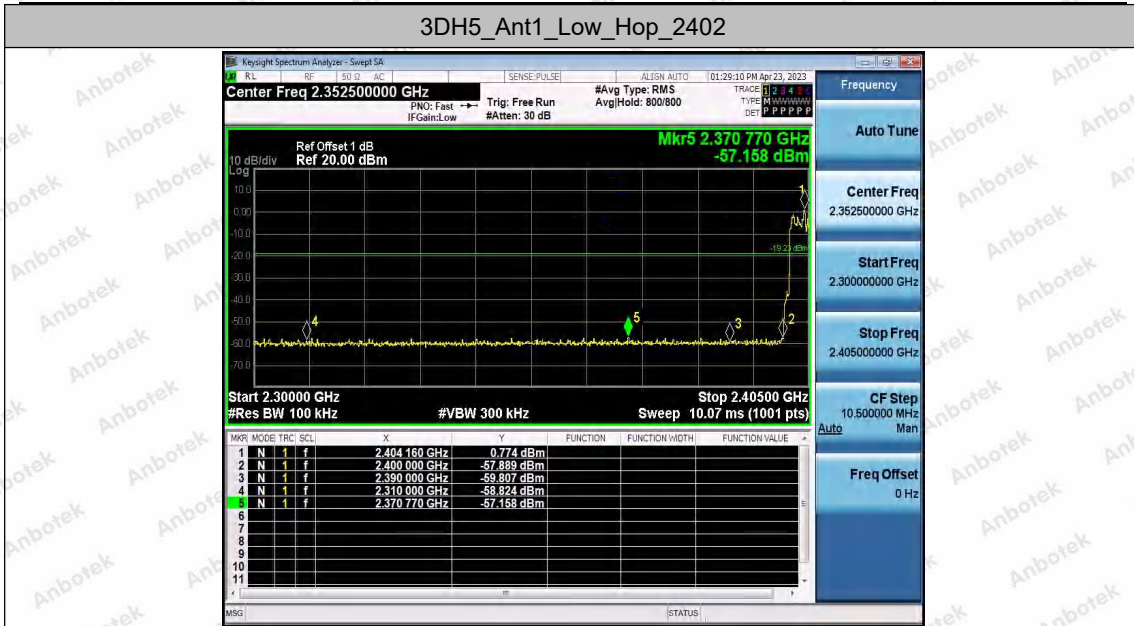 3DH5_Ant1_Low_Hop_2402
Keysight Spectrum Analyzer - Swept SA
RL RF 50 Ω AC SENSE:PULSE ALIGN AUTO 01:29:10 PM Apr 23, 2023
Center Freq 2.352500000 GHz
PNO: Fast
IFGain:Low
Trig: Free Run
#Atten: 30 dB
#Avg Type: RMS
Avg|Hold: 800/800
TRACE 1 2 3 4 5 6
TYPE M WWWWW
DET P P P P P P
Frequency
Ref Offset 1 dB
10 dB/div Ref 20.00 dBm
Log
Mkr5 2.370 770 GHz
-57.158 dBm
10.0
0.00
-10.0
-20.0
-30.0
-40.0
-50.0
-60.0
-70.0
1
-19.23 dBm
4
5
3
2
Start 2.30000 GHz Stop 2.40500 GHz
#Res BW 100 kHz #VBW 300 kHz Sweep 10.07 ms (1001 pts)
Auto Tune
Center Freq
2.352500000 GHz
Start Freq
2.300000000 GHz
Stop Freq
2.405000000 GHz
CF Step
10.500000 MHz
Auto Man
Freq Offset
0 Hz
MKR MODE TRC SCL X Y FUNCTION FUNCTION WIDTH FUNCTION VALUE
1 N 1 f 2.404 160 GHz 0.774 dBm
2 N 1 f 2.400 000 GHz -57.889 dBm
3 N 1 f 2.390 000 GHz -59.807 dBm
4 N 1 f 2.310 000 GHz -58.824 dBm
5 N 1 f 2.370 770 GHz -57.158 dBm
6
7
8
9
10
11
MSG STATUS